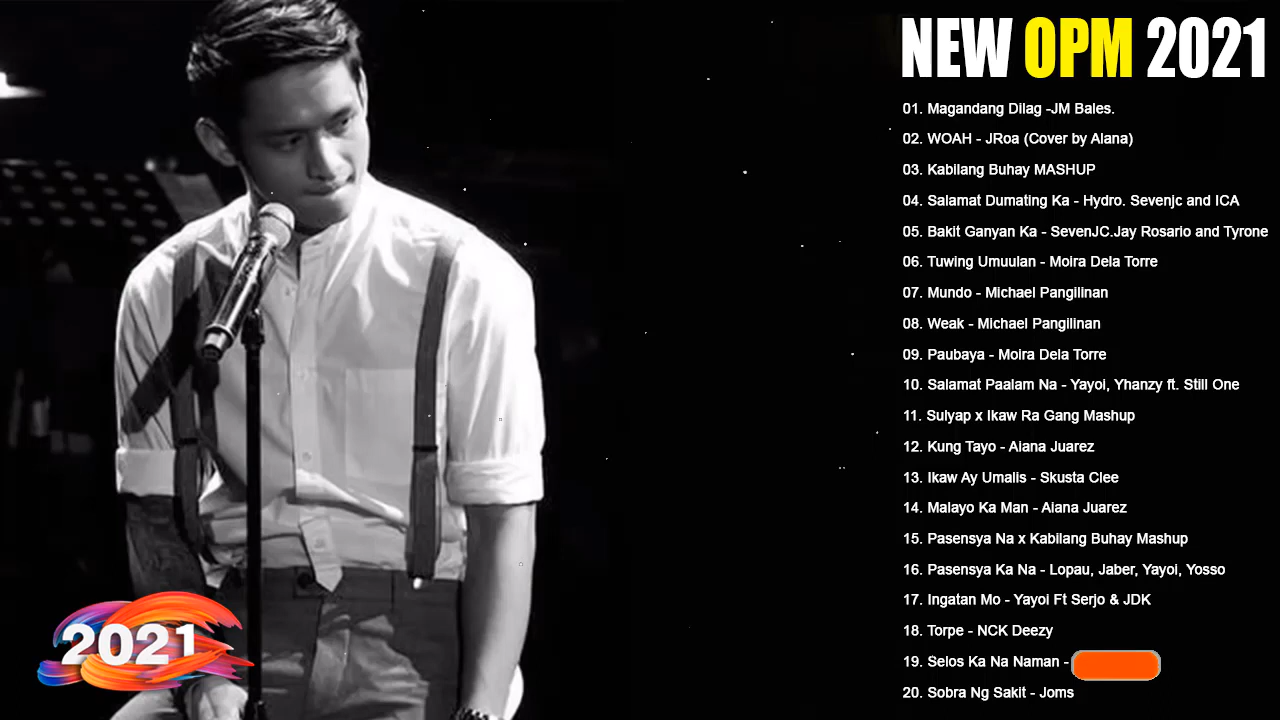 NEW OPM 2021
01. Magandang Dilag -JM Bales.
02. WOAH - JRoa (Cover by Aiana)
03. Kabilang Buhay MASHUP
04. Salamat Dumating Ka - Hydro. Sevenjc and ICA
05. Bakit Ganyan Ka - SevenJC.Jay Rosario and Tyrone
06. Tuwing Umuulan - Moira Dela Torre
07. Mundo - Michael Pangilinan
08. Weak - Michael Pangilinan
09. Paubaya - Moira Dela Torre
10. Salamat Paalam Na - Yayoi, Yhanzy ft. Still One
11. Sulyap x Ikaw Ra Gang Mashup
12. Kung Tayo - Aiana Juarez
13. Ikaw Ay Umalis - Skusta Clee
14. Malayo Ka Man - Aiana Juarez
15. Pasensya Na x Kabilang Buhay Mashup
16. Pasensya Ka Na - Lopau, Jaber, Yayoi, Yosso
17. Ingatan Mo - Yayoi Ft Serjo & JDK
18. Torpe - NCK Deezy
19. Selos Ka Na Naman -
20. Sobra Ng Sakit - Joms
2021